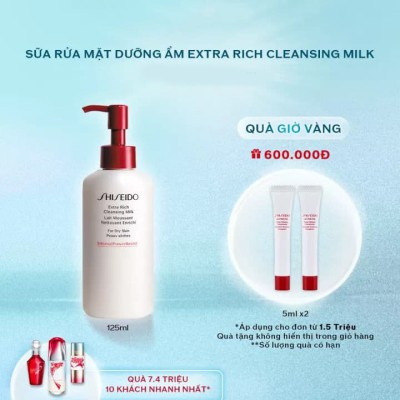 SỮA RỬA MẶT DƯỠNG ẨM EXTRA RICH CLEANSING MILK
QUÀ GIỜ VÀNG
600.000Đ
SHISEIDO
Extra Rich
Cleansing Milk
Lait Moussant
Nettoyant Enrichi
For Dry Skin
Peaux sèches
SHISEIDO
5ml x2
125ml
*Áp dụng cho đơn từ 1.5 Triệu
Quà tặng không hiển thị trong giỏ hàng
**Số lượng quà có hạn
QUÀ 7.4 TRIỆU
10 KHÁCH NHANH NHẤT*